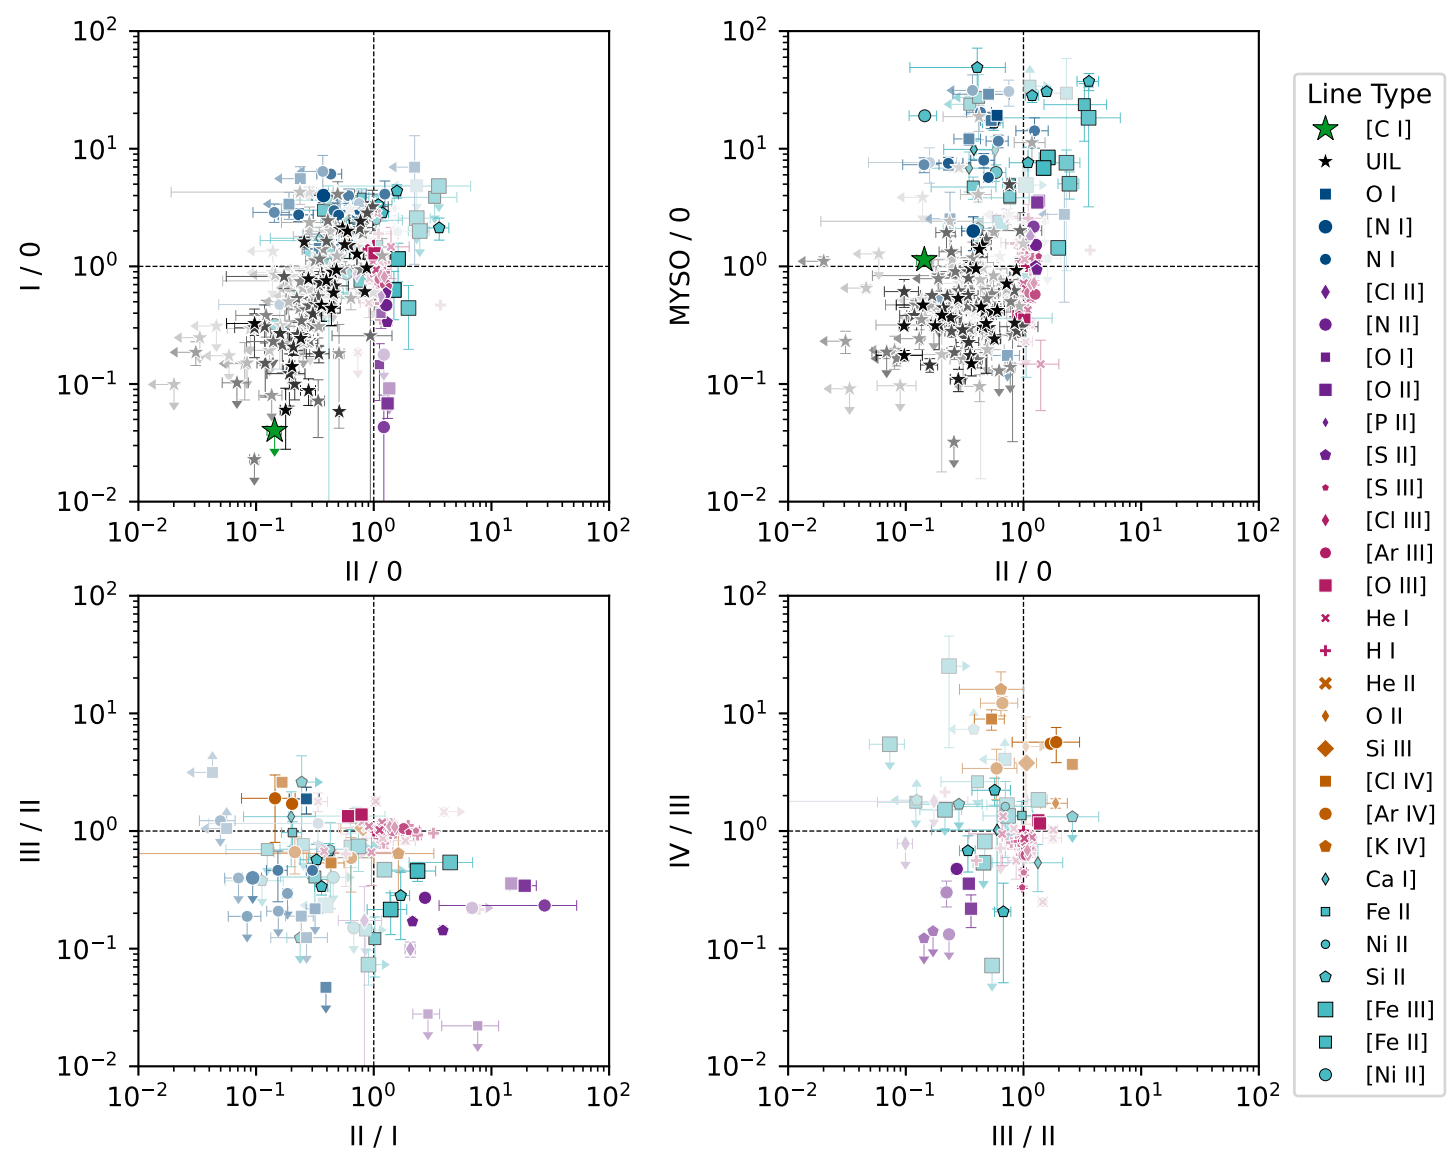 10²
10¹
10⁰
10⁻¹
10⁻²
I / 0
10⁻² 10⁻¹ 10⁰ 10¹ 10²
II / 0
10²
10¹
10⁰
10⁻¹
10⁻²
MYSO / 0
10⁻² 10⁻¹ 10⁰ 10¹ 10²
II / 0
10²
10¹
10⁰
10⁻¹
10⁻²
III / II
10⁻² 10⁻¹ 10⁰ 10¹ 10²
II / I
10²
10¹
10⁰
10⁻¹
10⁻²
IV / III
10⁻² 10⁻¹ 10⁰ 10¹ 10²
III / II
Line Type
[C I]
UIL
O I
[N I]
N I
[Cl II]
[N II]
[O I]
[O II]
[P II]
[S II]
[S III]
[Cl III]
[Ar III]
[O III]
He I
H I
He II
O II
Si III
[Cl IV]
[Ar IV]
[K IV]
Ca I]
Fe II
Ni II
Si II
[Fe III]
[Fe II]
[Ni II]